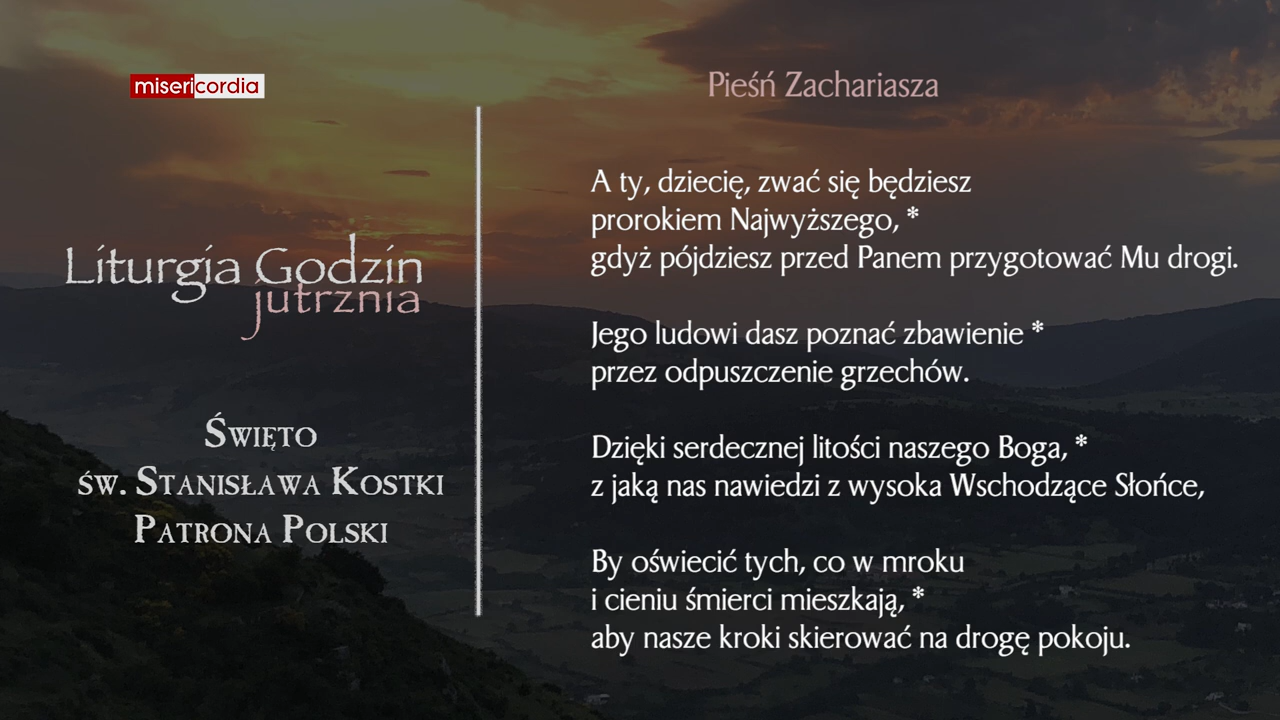 misericordia
Liturgia Godzin
jutrznia
Święto
św. Stanisława Kostki
Patrona Polski
Pieśń Zachariasza
A ty, dziecię, zwać się będziesz
prorokiem Najwyższego, *
gdyż pójdziesz przed Panem przygotować Mu drogi.
Jego ludowi dasz poznać zbawienie *
przez odpuszczenie grzechów.
Dzięki serdecznej litości naszego Boga, *
z jaką nas nawiedzi z wysoka Wschodzące Słońce,
By oświecić tych, co w mroku
i cieniu śmierci mieszkają, *
aby nasze kroki skierować na drogę pokoju.